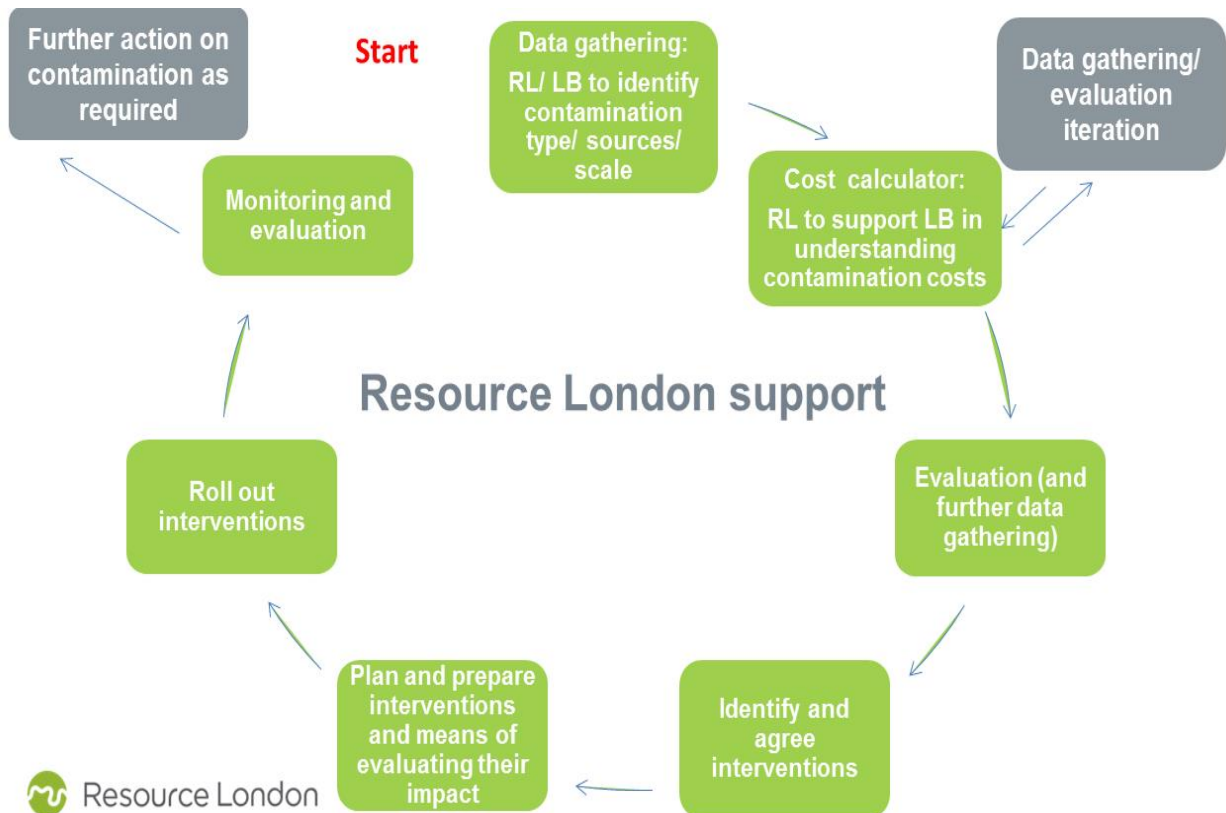 Further action on
contamination as
required
Start
Data gathering:
RL/ LB to identify
contamination
type/ sources/
scale
Data gathering/
evaluation
iteration
Cost calculator:
RL to support LB in
understanding
contamination costs
Monitoring and
evaluation
Resource London support
Roll out
interventions
Evaluation (and
further data
gathering)
Plan and prepare
interventions
and means of
evaluating their
impact
Identify and
agree
interventions
Resource London